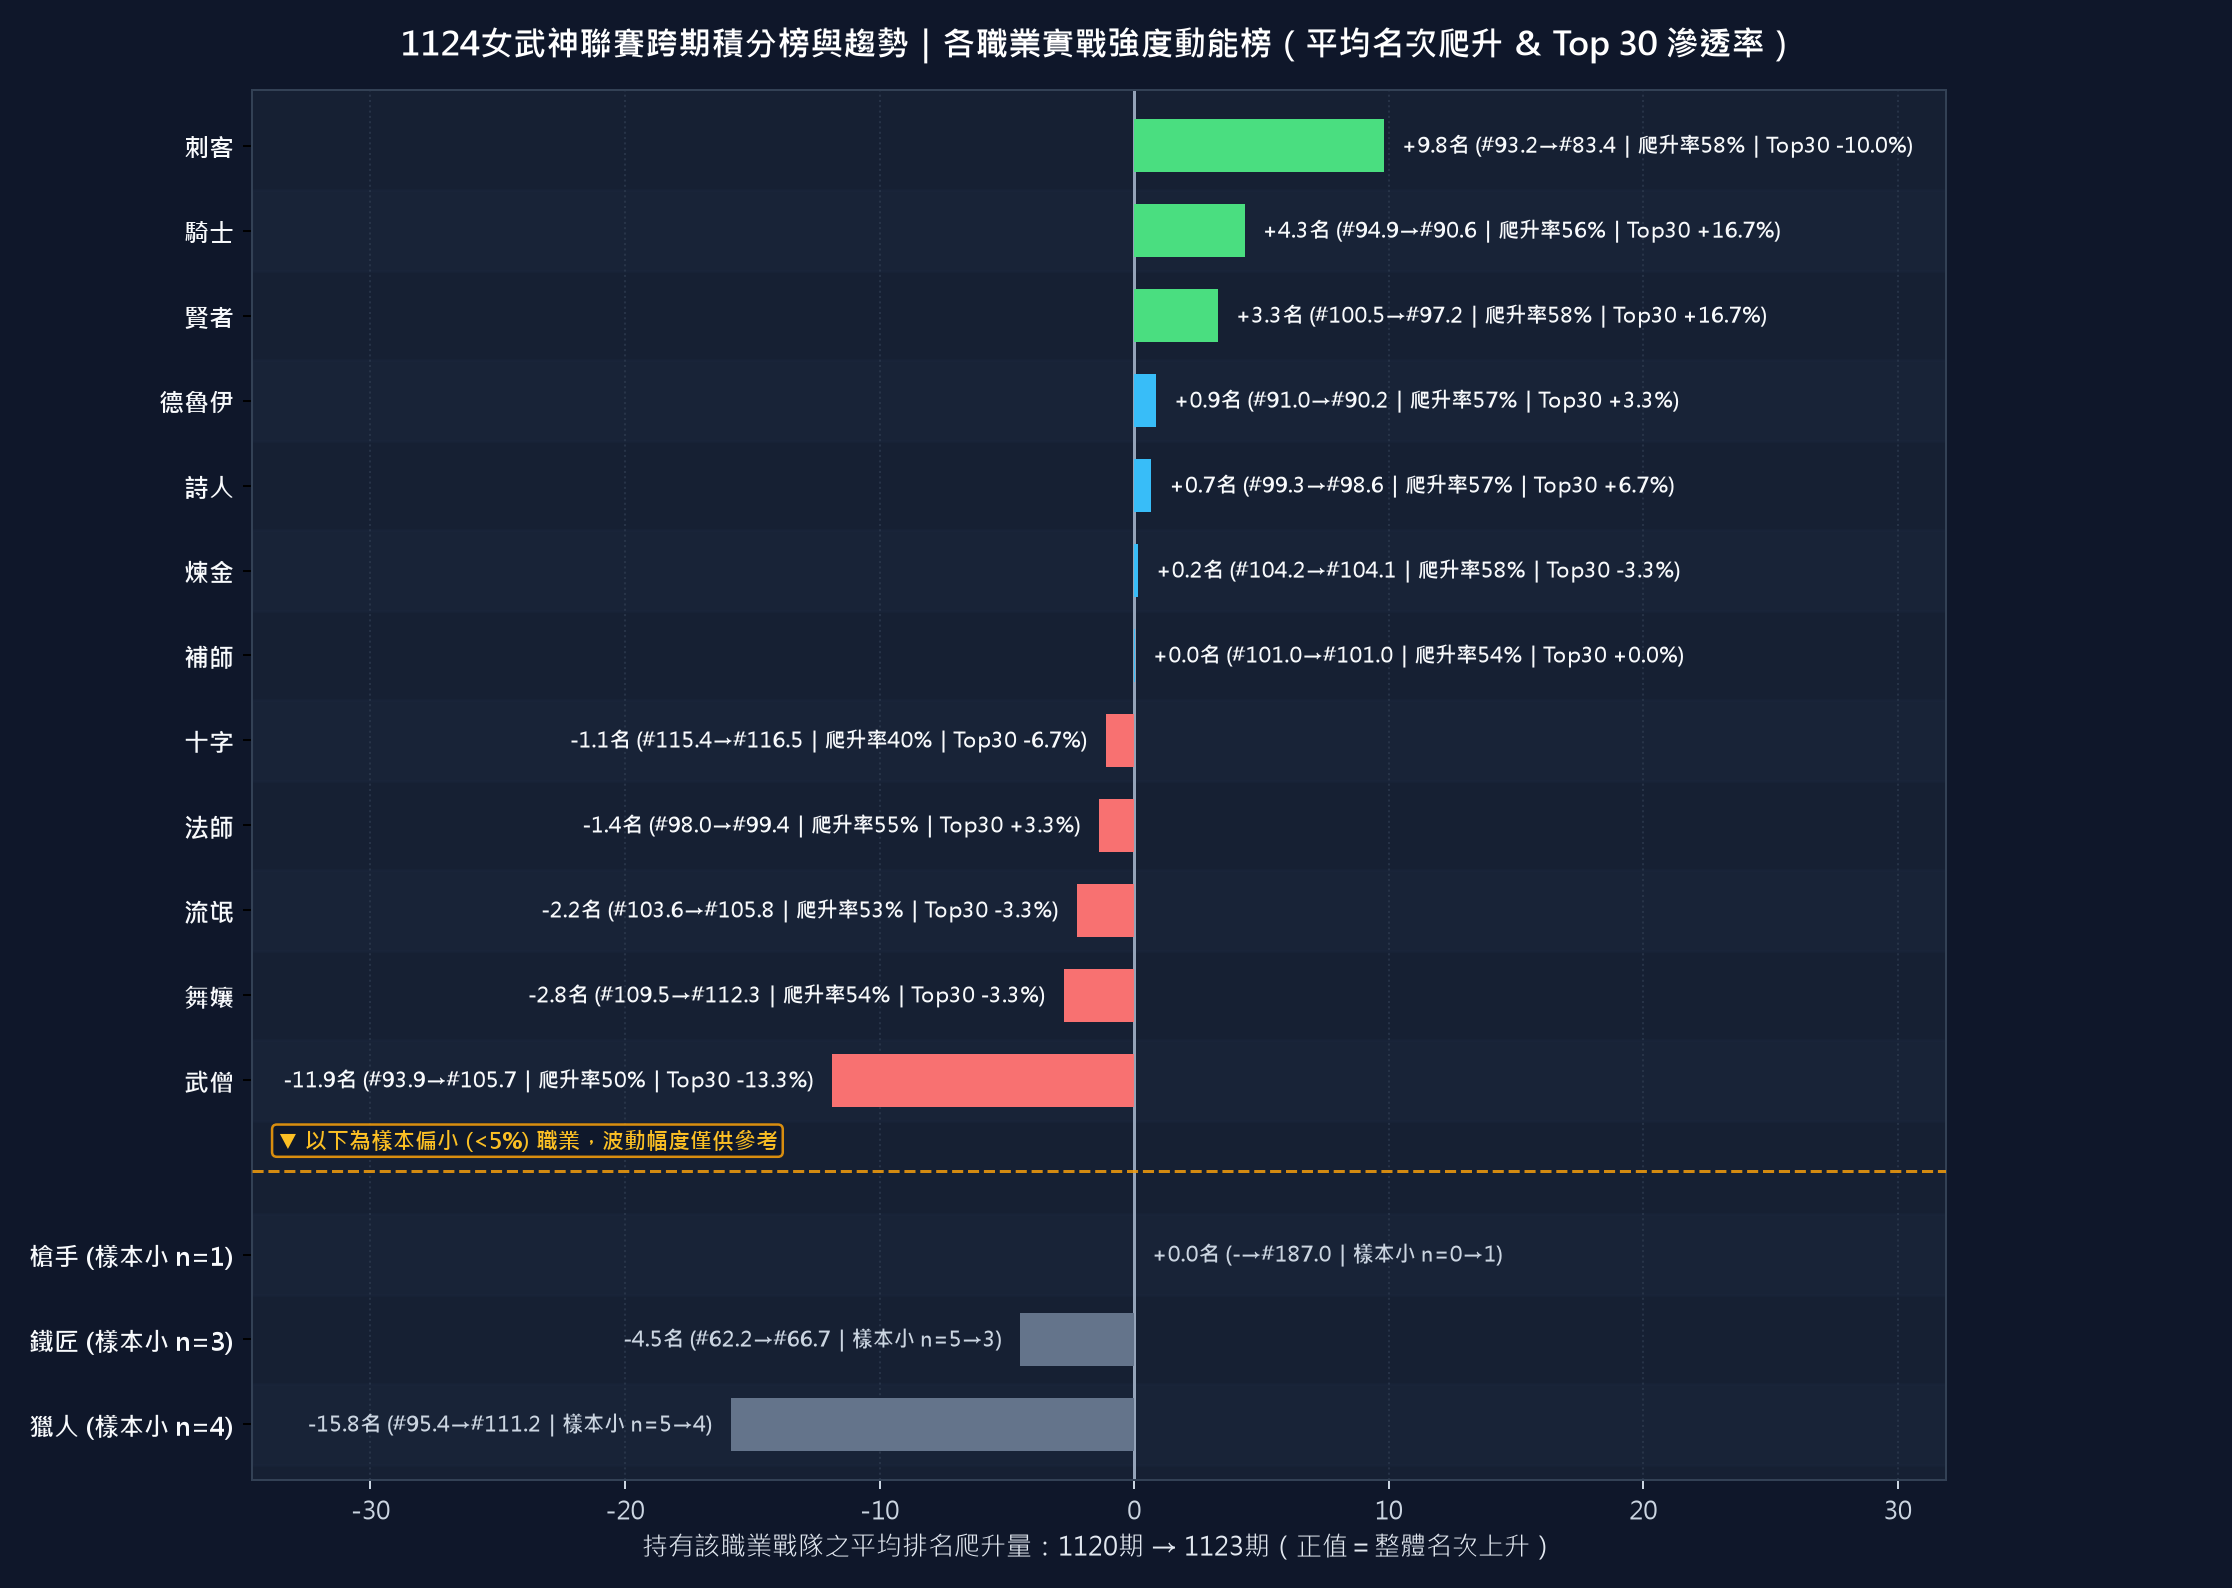 1124女武神聯賽跨期積分榜與趨勢 | 各職業實戰強度動能榜 ( 平均名次爬升 & Top 30 滲透率 )
刺客 +9.8名 (#93.2→#83.4 | 爬升率58% | Top30 -10.0%)
騎士 +4.3名 (#94.9→#90.6 | 爬升率56% | Top30 +16.7%)
賢者 +3.3名 (#100.5→#97.2 | 爬升率58% | Top30 +16.7%)
德魯伊 +0.9名 (#91.0→#90.2 | 爬升率57% | Top30 +3.3%)
詩人 +0.7名 (#99.3→#98.6 | 爬升率57% | Top30 +6.7%)
煉金 +0.2名 (#104.2→#104.1 | 爬升率58% | Top30 -3.3%)
補師 +0.0名 (#101.0→#101.0 | 爬升率54% | Top30 +0.0%)
十字 -1.1名 (#115.4→#116.5 | 爬升率40% | Top30 -6.7%)
法師 -1.4名 (#98.0→#99.4 | 爬升率55% | Top30 +3.3%)
流氓 -2.2名 (#103.6→#105.8 | 爬升率53% | Top30 -3.3%)
舞孃 -2.8名 (#109.5→#112.3 | 爬升率54% | Top30 -3.3%)
武僧 -11.9名 (#93.9→#105.7 | 爬升率50% | Top30 -13.3%)
▼ 以下為樣本偏小 (<5%) 職業，波動幅度僅供參考
槍手 (樣本小 n=1) +0.0名 (-→#187.0 | 樣本小 n=0→1)
鐵匠 (樣本小 n=3) -4.5名 (#62.2→#66.7 | 樣本小 n=5→3)
獵人 (樣本小 n=4) -15.8名 (#95.4→#111.2 | 樣本小 n=5→4)
-30 -20 -10 0 10 20 30
持有該職業戰隊之平均排名爬升量：1120期 → 1123期 ( 正值 = 整體名次上升 )